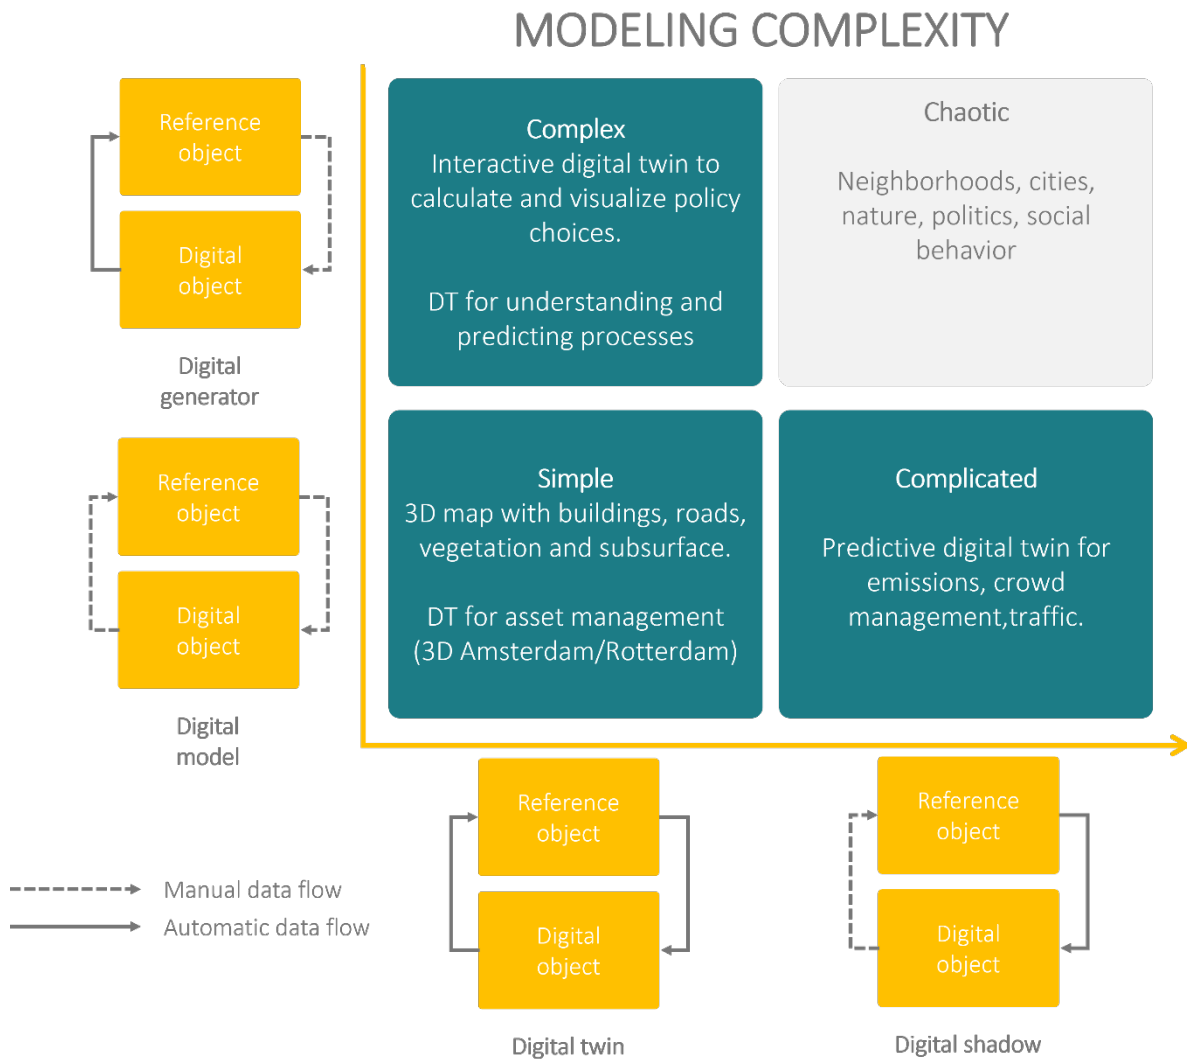 MODELING COMPLEXITY
Reference
object
Digital
object
Digital
generator
Reference
object
Digital
object
Digital
model
Complex
Interactive digital twin to
calculate and visualize policy
choices.
DT for understanding and
predicting processes
Chaotic
Neighborhoods, cities,
nature, politics, social
behavior
Simple
3D map with buildings, roads,
vegetation and subsurface.
DT for asset management
(3D Amsterdam/Rotterdam)
Complicated
Predictive digital twin for
emissions, crowd
management,traffic.
Manual data flow
Automatic data flow
Reference
object
Digital
object
Digital twin
Reference
object
Digital
object
Digital shadow